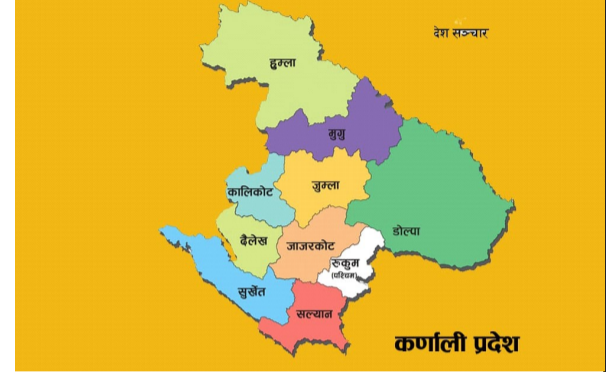 देश सञ्चार
हुम्ला
मुगु
कालिकोट
जुम्ला
डोल्पा
दैलेख
जाजरकोट
रुकुम
(पश्चिम)
सुर्खेत
सल्यान
कर्णाली प्रदेश